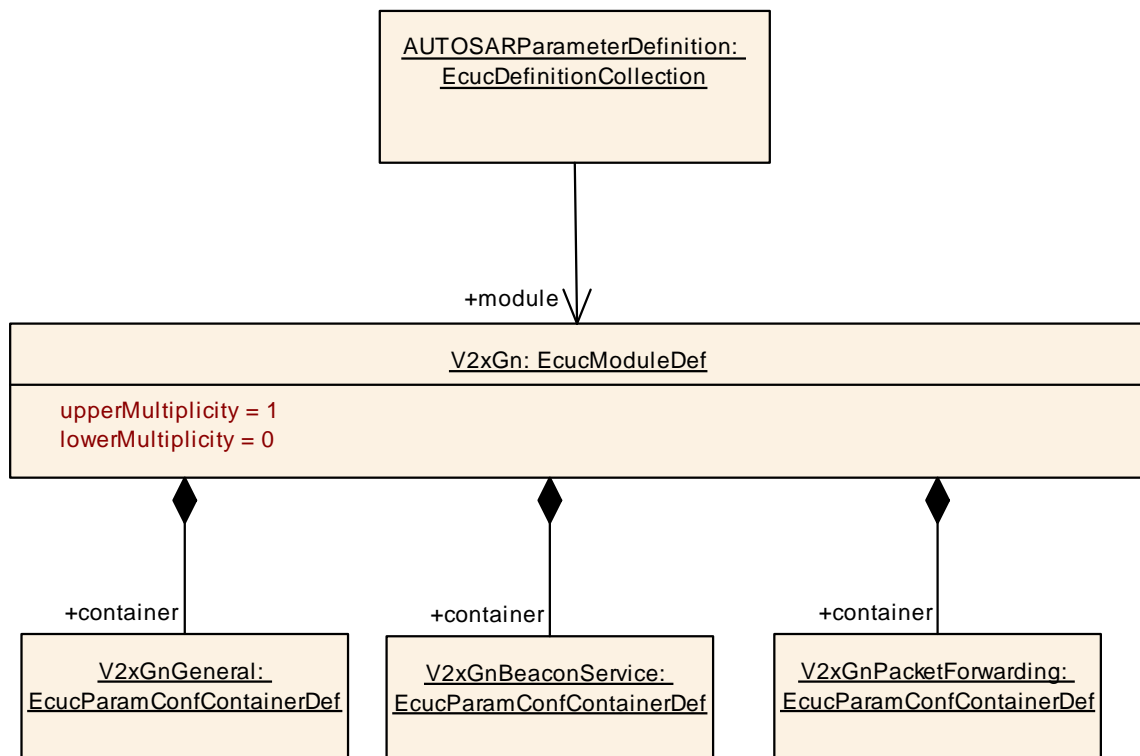 AUTOSARParameterDefinition:
EcucDefinitionCollection
+module
V2xGn: EcucModuleDef
upperMultiplicity = 1
lowerMultiplicity = 0
+container
+container
+container
V2xGnGeneral:
EcucParamConfContainerDef
V2xGnBeaconService:
EcucParamConfContainerDef
V2xGnPacketForwarding:
EcucParamConfContainerDef